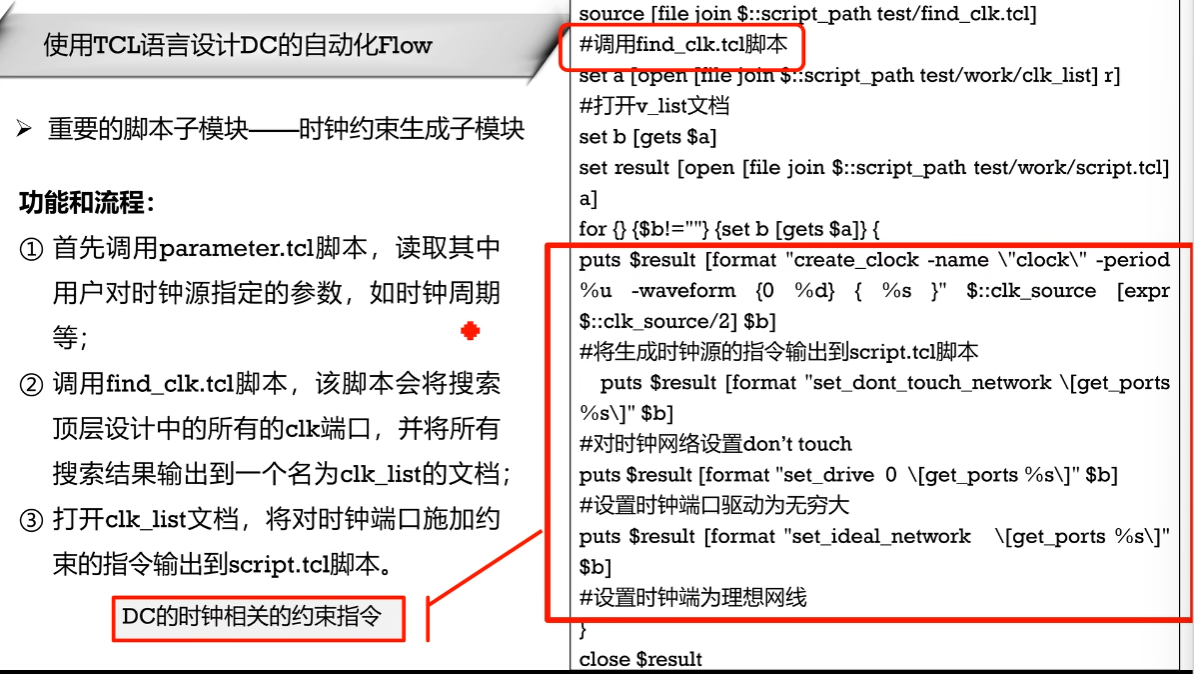 使用TCL语言设计DC的自动化Flow
➢ 重要的脚本子模块——时钟约束生成子模块
功能和流程：
① 首先调用parameter.tcl脚本，读取其中
用户对时钟源指定的参数，如时钟周期
等；
② 调用find_clk.tcl脚本，该脚本会将搜索
顶层设计中的所有的clk端口，并将所有
搜索结果输出到一个名为clk_list的文档；
③ 打开clk_list文档，将对时钟端口施加约
束的指令输出到script.tcl脚本。
DC的时钟相关的约束指令
source [file join $::script_path test/find_clk.tcl]
#调用find_clk.tcl脚本
set a [open [file join $::script_path test/work/clk_list] r]
#打开v_list文档
set b [gets $a]
set result [open [file join $::script_path test/work/script.tcl]
a]
for {} {$b!=""} {set b [gets $a]} {
puts $result [format "create_clock -name \"clock\" -period
%u -waveform {0 %d} { %s }" $::clk_source [expr
$::clk_source/2] $b]
#将生成时钟源的指令输出到script.tcl脚本
puts $result [format "set_dont_touch_network \[get_ports
%s\]" $b]
#对时钟网络设置don’t touch
puts $result [format "set_drive 0 \[get_ports %s\]" $b]
#设置时钟端口驱动为无穷大
puts $result [format "set_ideal_network \[get_ports %s\]"
$b]
#设置时钟端为理想网线
}
close $result